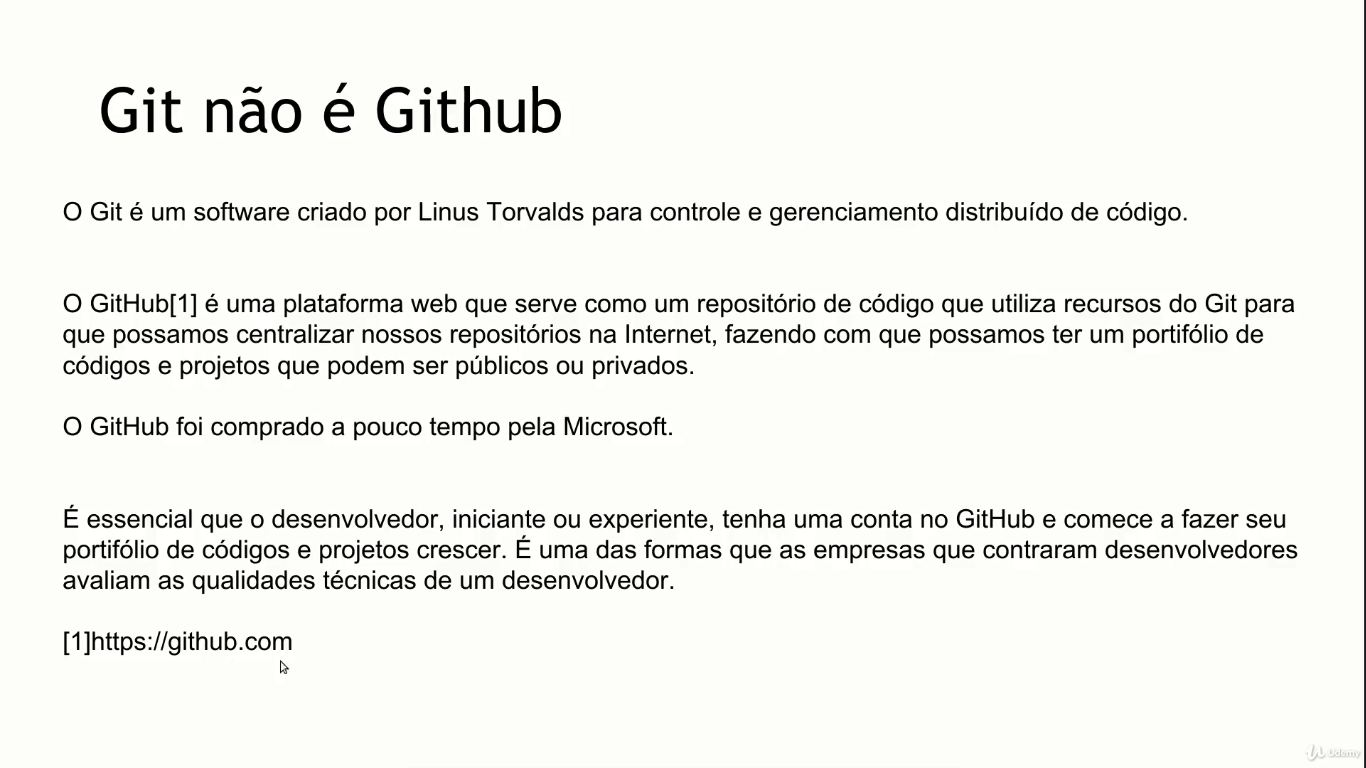 Git não é Github
O Git é um software criado por Linus Torvalds para controle e gerenciamento distribuído de código.
O GitHub[1] é uma plataforma web que serve como um repositório de código que utiliza recursos do Git para
que possamos centralizar nossos repositórios na Internet, fazendo com que possamos ter um portifólio de
códigos e projetos que podem ser públicos ou privados.
O GitHub foi comprado a pouco tempo pela Microsoft.
É essencial que o desenvolvedor, iniciante ou experiente, tenha uma conta no GitHub e comece a fazer seu
portifólio de códigos e projetos crescer. É uma das formas que as empresas que contraram desenvolvedores
avaliam as qualidades técnicas de um desenvolvedor.
[1]https://github.com
Udemy